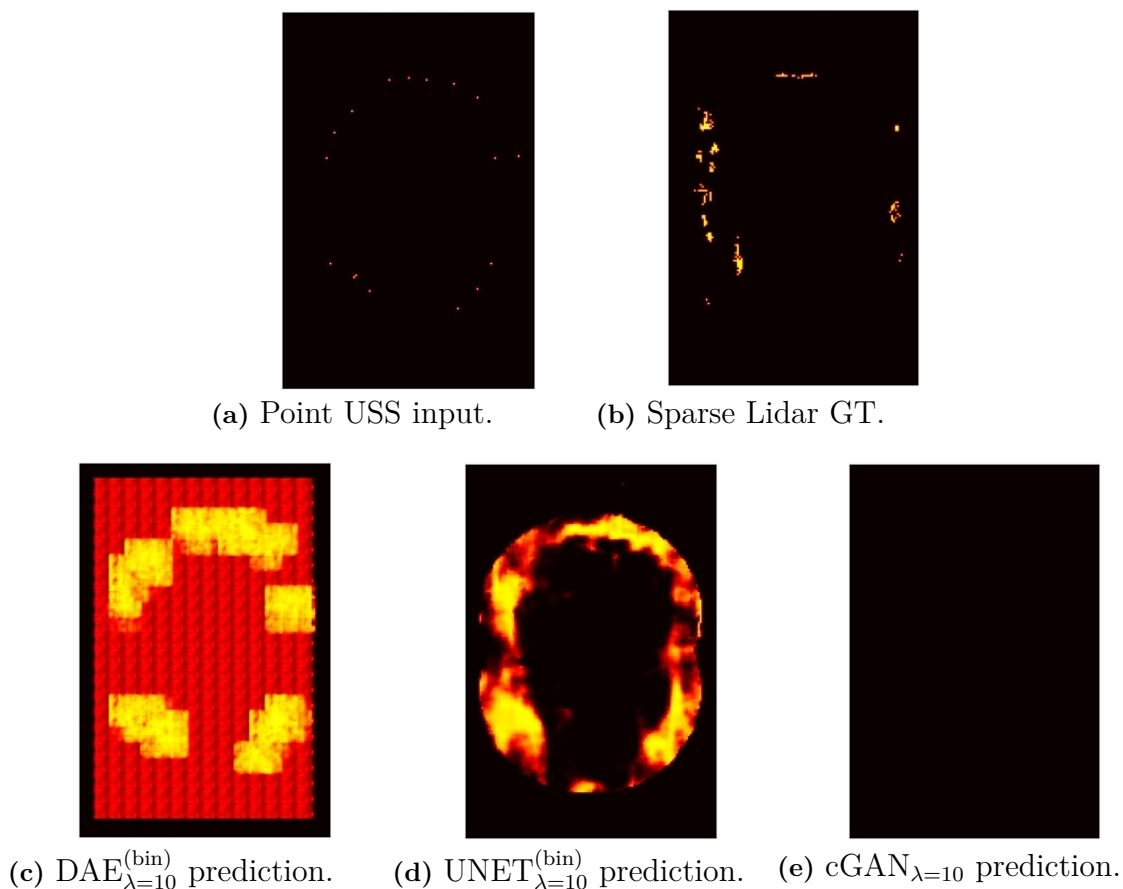 (a) Point USS input.
(b) Sparse Lidar GT.
(c) DAE$_{\lambda=10}^{(\text{bin})}$ prediction.
(d) UNET$_{\lambda=10}^{(\text{bin})}$ prediction.
(e) cGAN$_{\lambda=10}$ prediction.